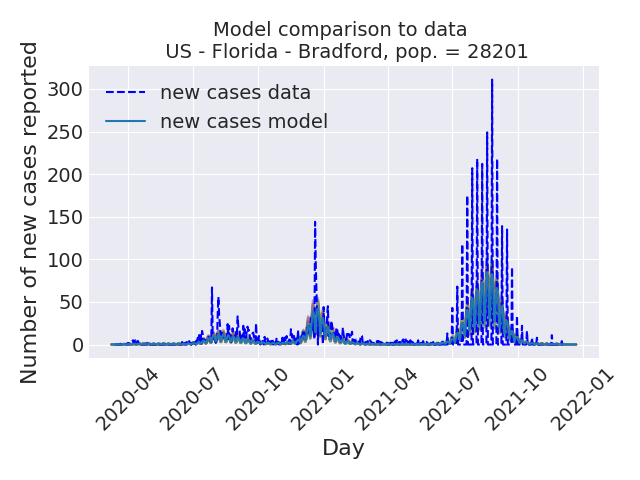 Model comparison to data
US - Florida - Bradford, pop. = 28201
Number of new cases reported
300
250
200
150
100
50
0
new cases data
new cases model
2020-04
2020-07
2020-10
2021-01
2021-04
2021-07
2021-10
2022-01
Day